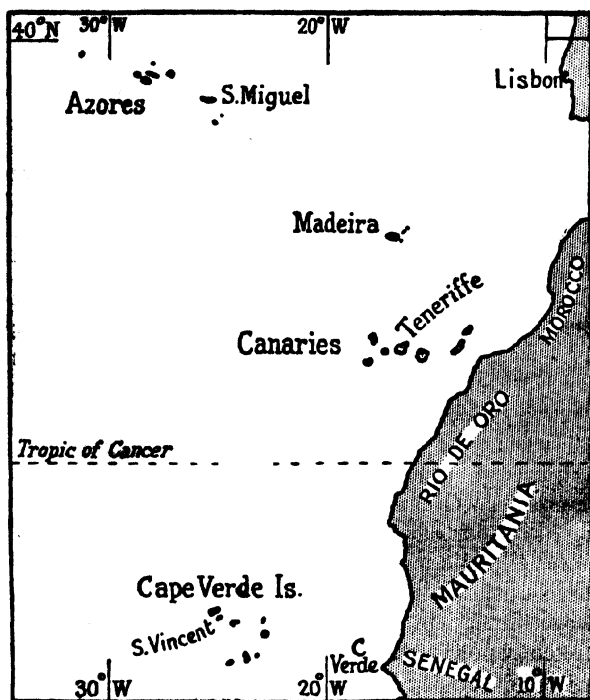 40°N 30°W 20°W
Lisbon
Azores
S.Miguel
Madeira
Teneriffe
Canaries
MOROCCO
RIO DE ORO
Tropic of Cancer
MAURITANIA
Cape Verde Is.
S.Vincent
C
Verde
SENEGAL
30°W 20°W 10°W